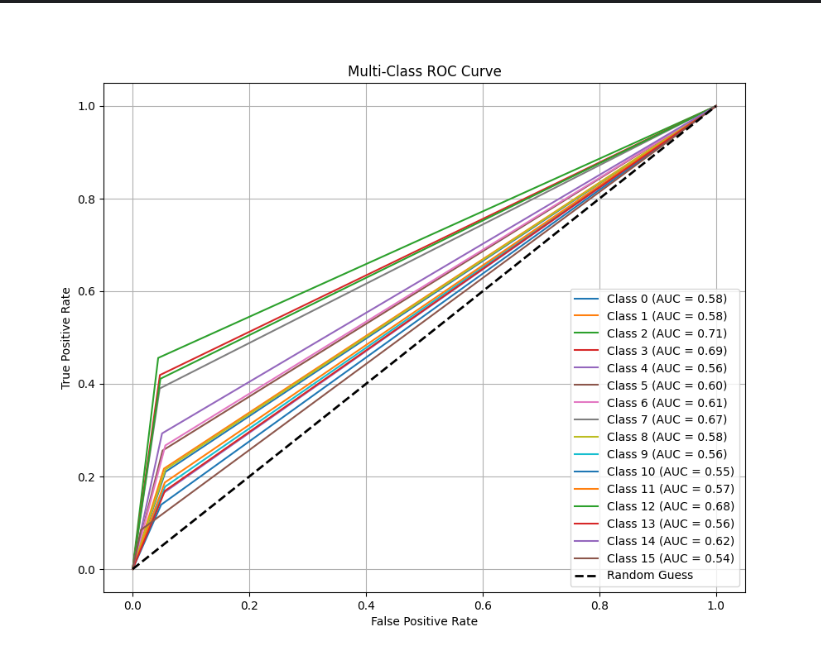 Multi-Class ROC Curve
1.0
0.8
0.6
0.4
0.2
0.0
True Positive Rate
Class 0 (AUC = 0.58)
Class 1 (AUC = 0.58)
Class 2 (AUC = 0.71)
Class 3 (AUC = 0.69)
Class 4 (AUC = 0.56)
Class 5 (AUC = 0.60)
Class 6 (AUC = 0.61)
Class 7 (AUC = 0.67)
Class 8 (AUC = 0.58)
Class 9 (AUC = 0.56)
Class 10 (AUC = 0.55)
Class 11 (AUC = 0.57)
Class 12 (AUC = 0.68)
Class 13 (AUC = 0.56)
Class 14 (AUC = 0.62)
Class 15 (AUC = 0.54)
Random Guess
0.0 0.2 0.4 0.6 0.8 1.0
False Positive Rate